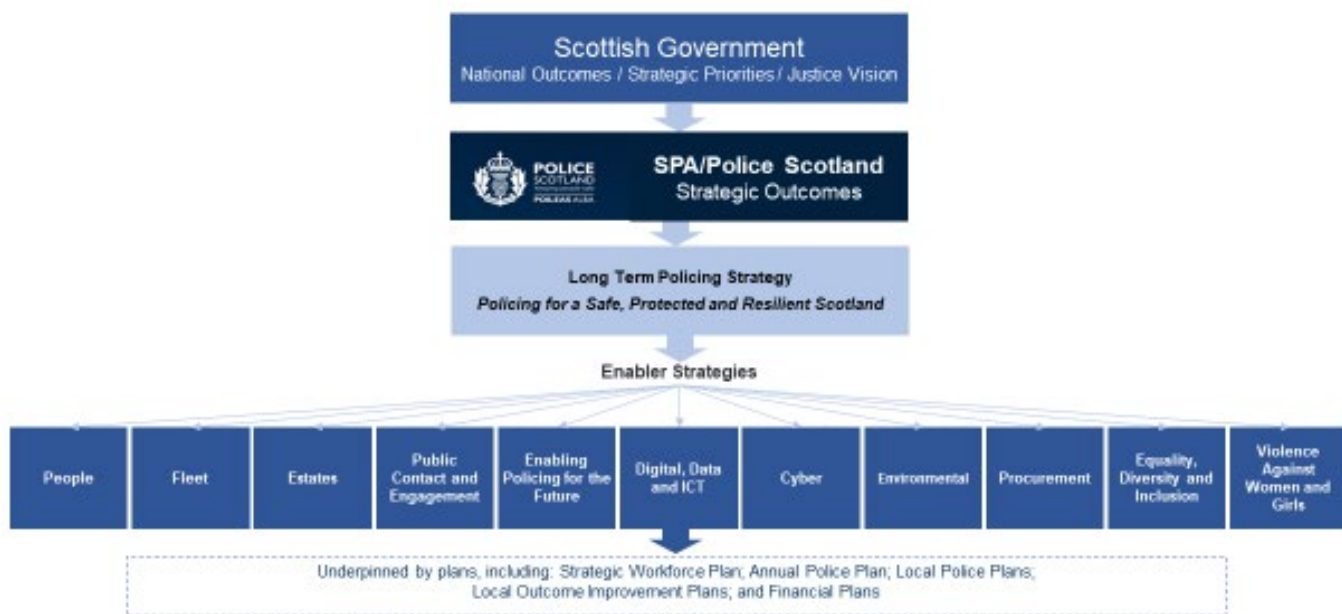 Scottish Government
National Outcomes / Strategic Priorities / Justice Vision
POLICE
SCOTLAND
POILEAS ALBA
SPA/Police Scotland
Strategic Outcomes
Long Term Policing Strategy
Policing for a Safe, Protected and Resilient Scotland
Enabler Strategies
People
Fleet
Estates
Public
Contact and
Engagement
Enabling
Policing for the
Future
Digital, Data
and ICT
Cyber
Environmental
Procurement
Equality,
Diversity and
Inclusion
Violence
Against
Women and
Girls
Underpinned by plans, including: Strategic Workforce Plan; Annual Police Plan; Local Police Plans;
Local Outcome Improvement Plans; and Financial Plans